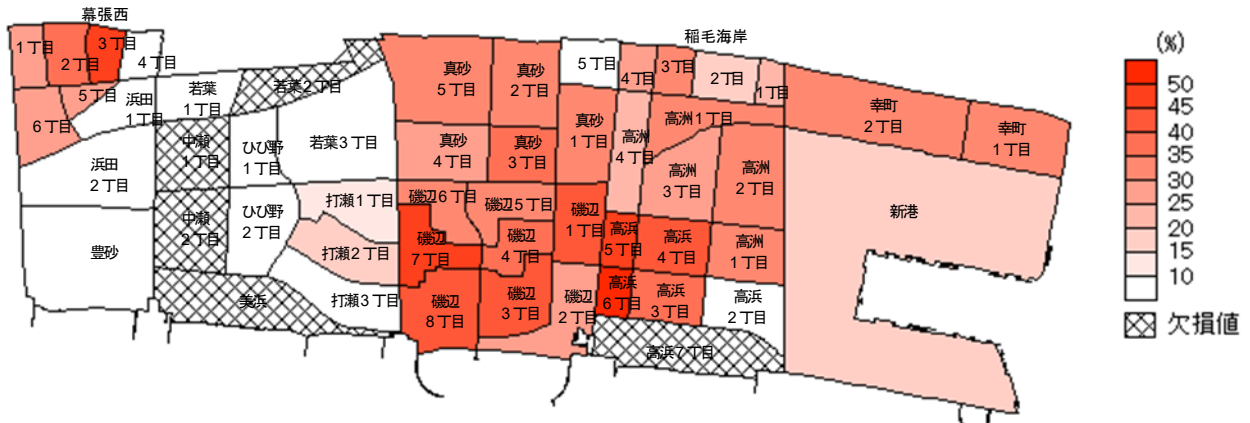 幕張西
1丁目
2丁目
3丁目
4丁目
5丁目
6丁目
浜田
1丁目
浜田
2丁目
豊砂
若葉
1丁目
若葉2丁目
若葉3丁目
中瀬
1丁目
中瀬
2丁目
ひび野
1丁目
ひび野
2丁目
美浜
打瀬1丁目
打瀬2丁目
打瀬3丁目
真砂
5丁目
真砂
2丁目
真砂
4丁目
真砂
3丁目
真砂
1丁目
磯辺6丁目
磯辺5丁目
磯辺
7丁目
磯辺
4丁目
磯辺
1丁目
磯辺
8丁目
磯辺
3丁目
磯辺
2丁目
稲毛海岸
5丁目
4丁目
3丁目
2丁目
1丁目
高洲1丁目
高洲
4丁目
高洲
3丁目
高洲
2丁目
高浜
5丁目
高浜
4丁目
高洲
1丁目
高浜
6丁目
高浜
3丁目
高浜
2丁目
高浜7丁目
幸町
2丁目
幸町
1丁目
新港
(%)
50
45
40
35
30
25
20
15
10
欠損値